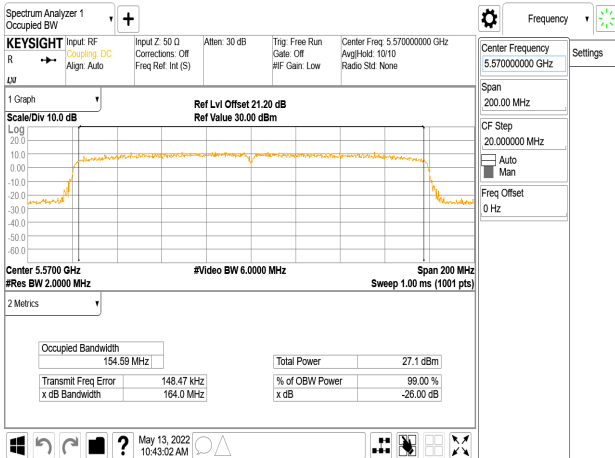 Spectrum Analyzer 1
Occupied BW
Frequency
KEYSIGHT
R
Input: RF
Coupling: DC
Align: Auto
Input Z: 50 Ω
Corrections: Off
Freq Ref: Int (S)
Atten: 30 dB
Trig: Free Run
Gate: Off
#IF Gain: Low
Center Freq: 5.570000000 GHz
Avg|Hold: 10/10
Radio Std: None
Center Frequency
5.570000000 GHz
Settings
Span
200.00 MHz
CF Step
20.000000 MHz
Auto
Man
Freq Offset
0 Hz
1 Graph
Scale/Div 10.0 dB
Ref Lvl Offset 21.20 dB
Ref Value 30.00 dBm
Log
20.0
10.0
0.00
-10.0
-20.0
-30.0
-40.0
-50.0
-60.0
Center 5.5700 GHz
#Res BW 2.0000 MHz
#Video BW 6.0000 MHz
Span 200 MHz
Sweep 1.00 ms (1001 pts)
2 Metrics
Occupied Bandwidth
154.59 MHz
Total Power 27.1 dBm
Transmit Freq Error 148.47 kHz
% of OBW Power 99.00 %
x dB Bandwidth 164.0 MHz
x dB -26.00 dB
?
May 13, 2022
10:43:02 AM